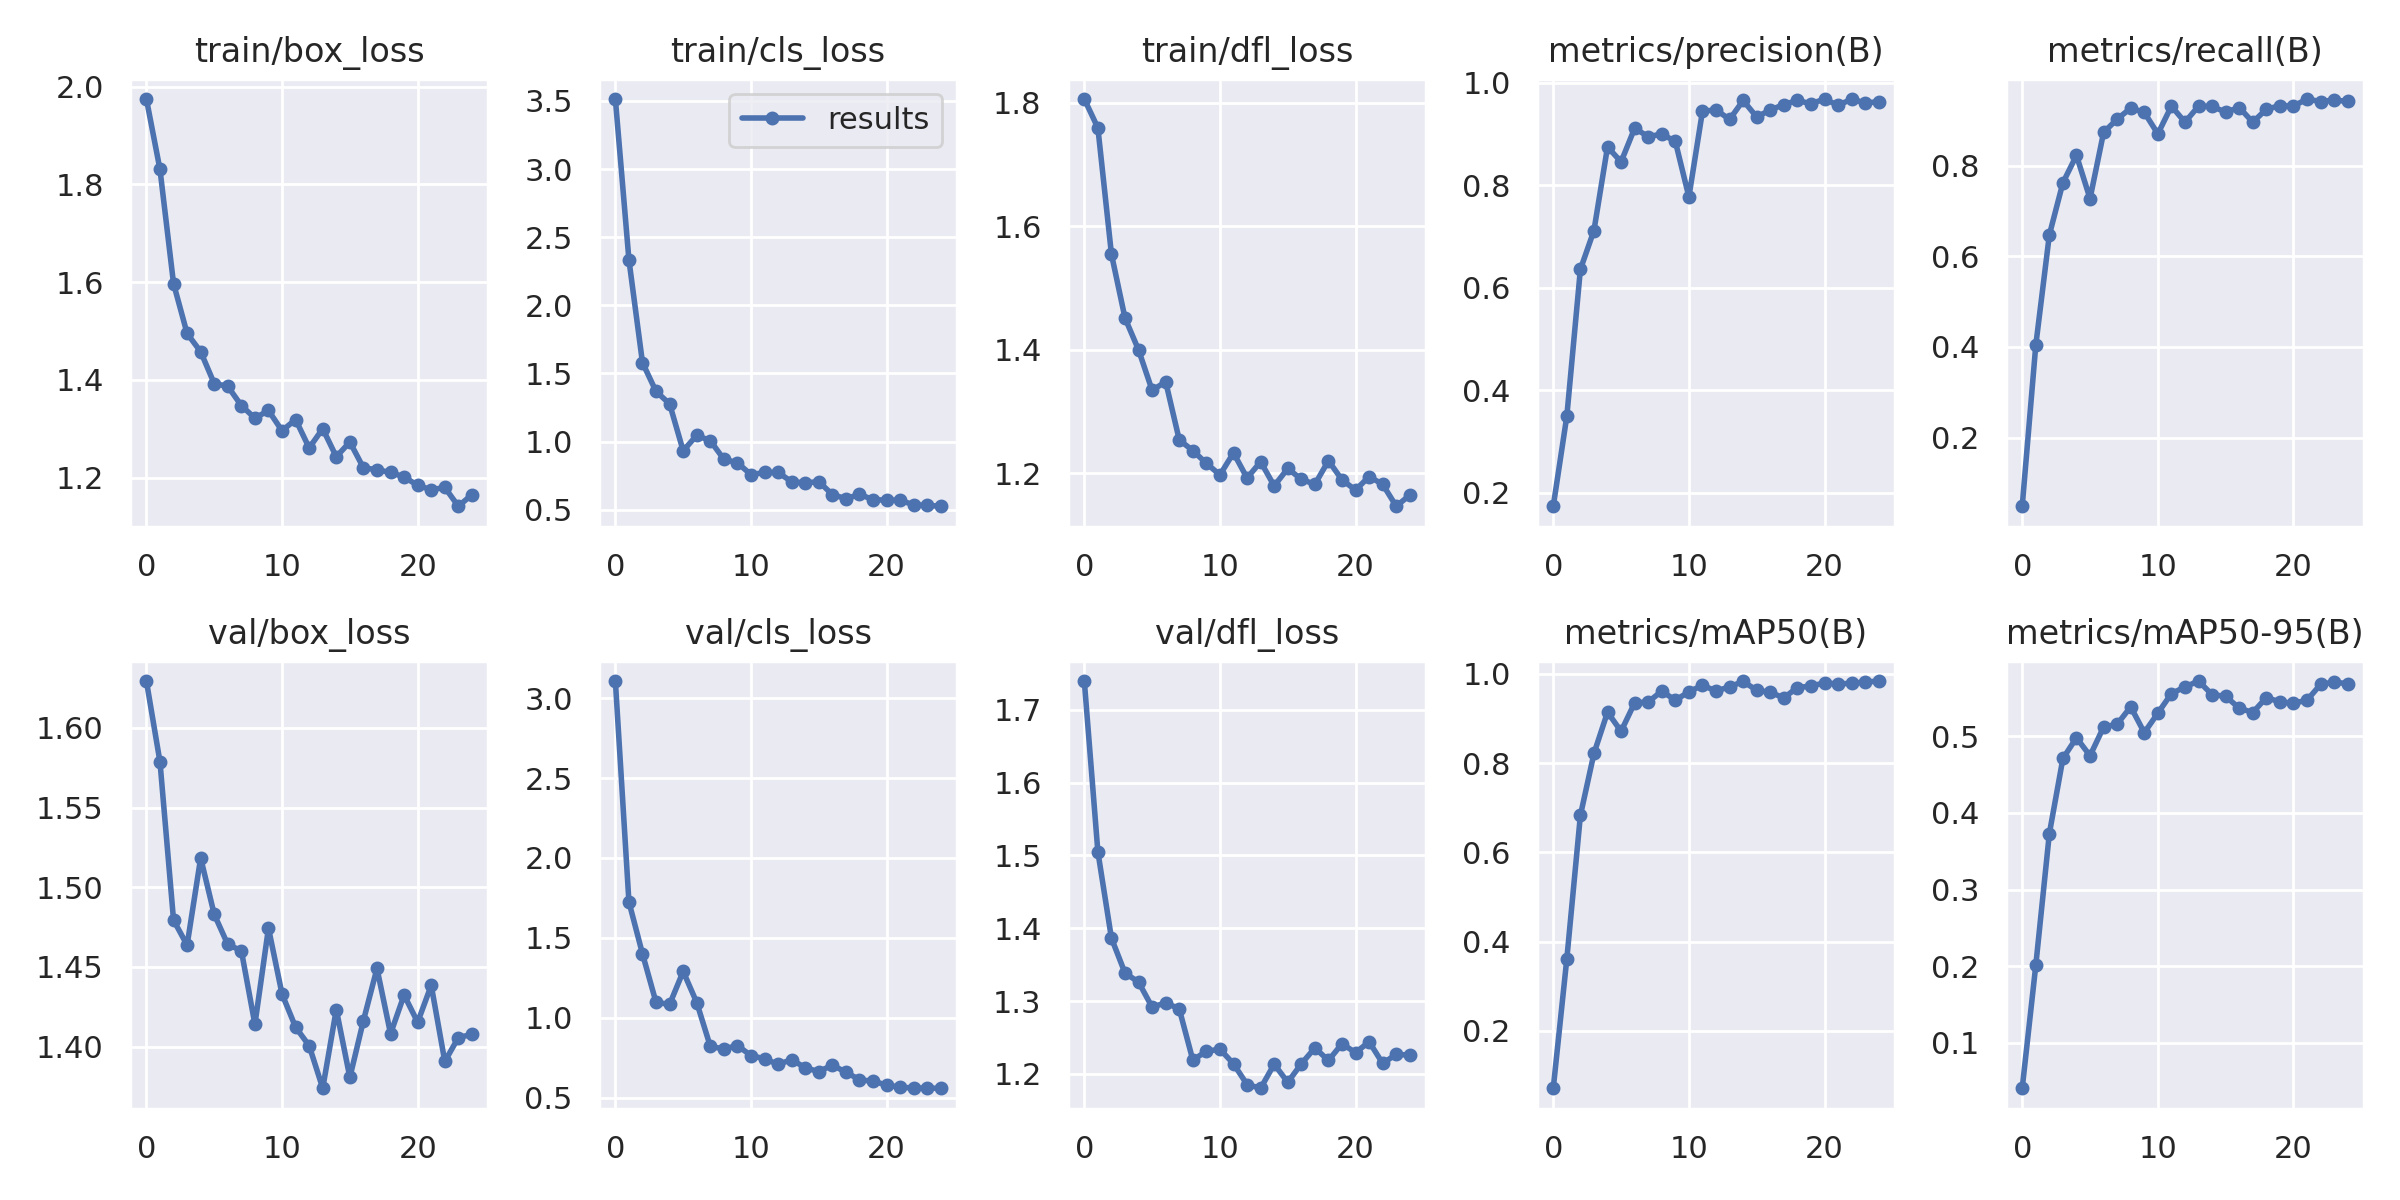 train/box_loss
2.0
1.8
1.6
1.4
1.2
0 10 20
train/cls_loss
results
3.5
3.0
2.5
2.0
1.5
1.0
0.5
0 10 20
train/dfl_loss
1.8
1.6
1.4
1.2
0 10 20
metrics/precision(B)
1.0
0.8
0.6
0.4
0.2
0 10 20
metrics/recall(B)
0.8
0.6
0.4
0.2
0 10 20
val/box_loss
1.60
1.55
1.50
1.45
1.40
0 10 20
val/cls_loss
3.0
2.5
2.0
1.5
1.0
0.5
0 10 20
val/dfl_loss
1.7
1.6
1.5
1.4
1.3
1.2
0 10 20
metrics/mAP50(B)
1.0
0.8
0.6
0.4
0.2
0 10 20
metrics/mAP50-95(B)
0.5
0.4
0.3
0.2
0.1
0 10 20